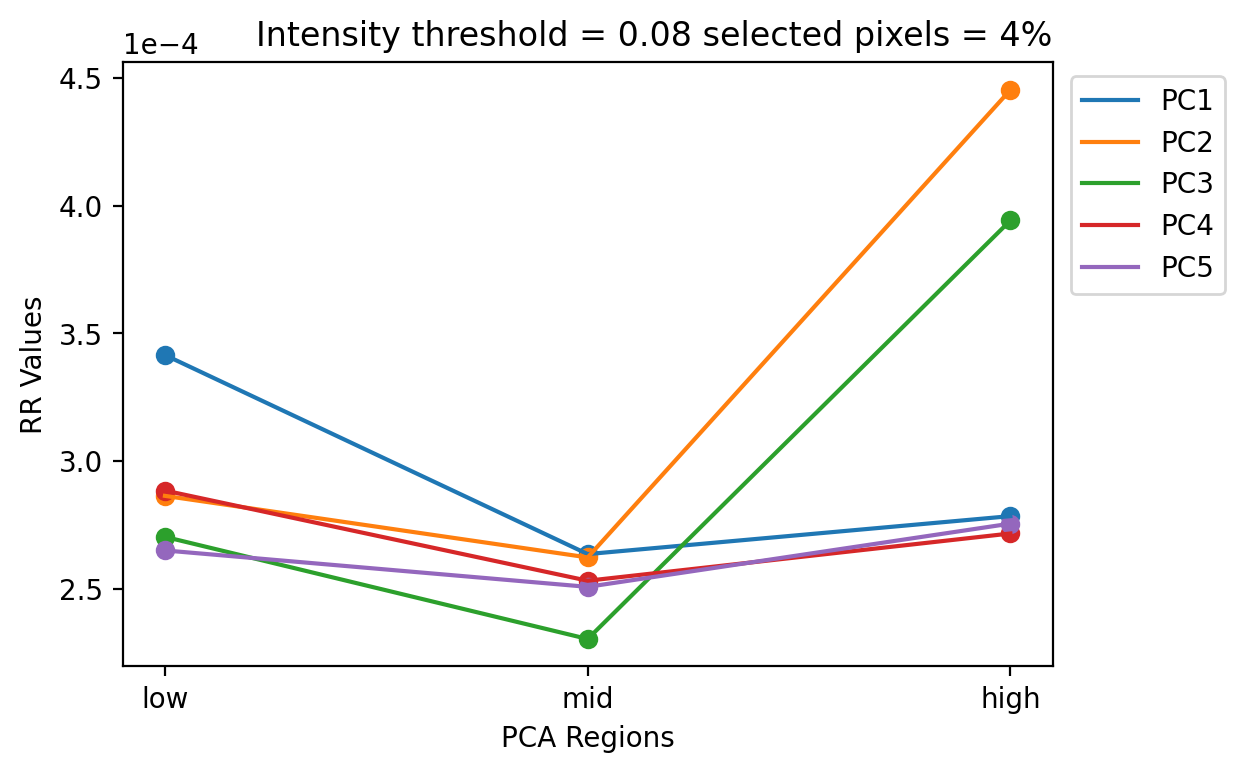 Intensity threshold = 0.08 selected pixels = 4%
1e−4
4.5
4.0
3.5
3.0
2.5
RR Values
low mid high
PCA Regions
PC1
PC2
PC3
PC4
PC5